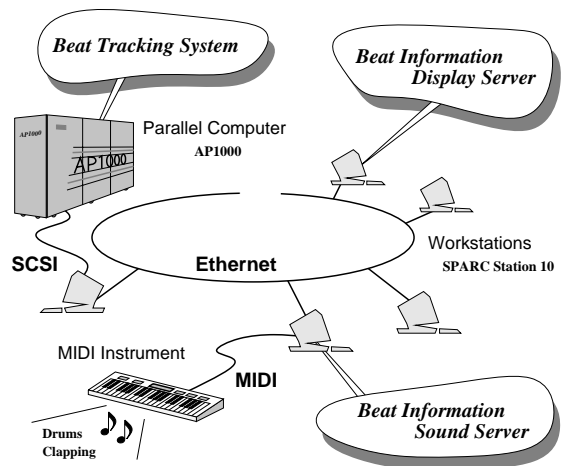 Beat Tracking System
Beat Information
Display Server
Parallel Computer
AP1000
AP1000
AP1000
SCSI
Ethernet
Workstations
SPARC Station 10
MIDI Instrument
MIDI
Drums
Clapping
Beat Information
Sound Server